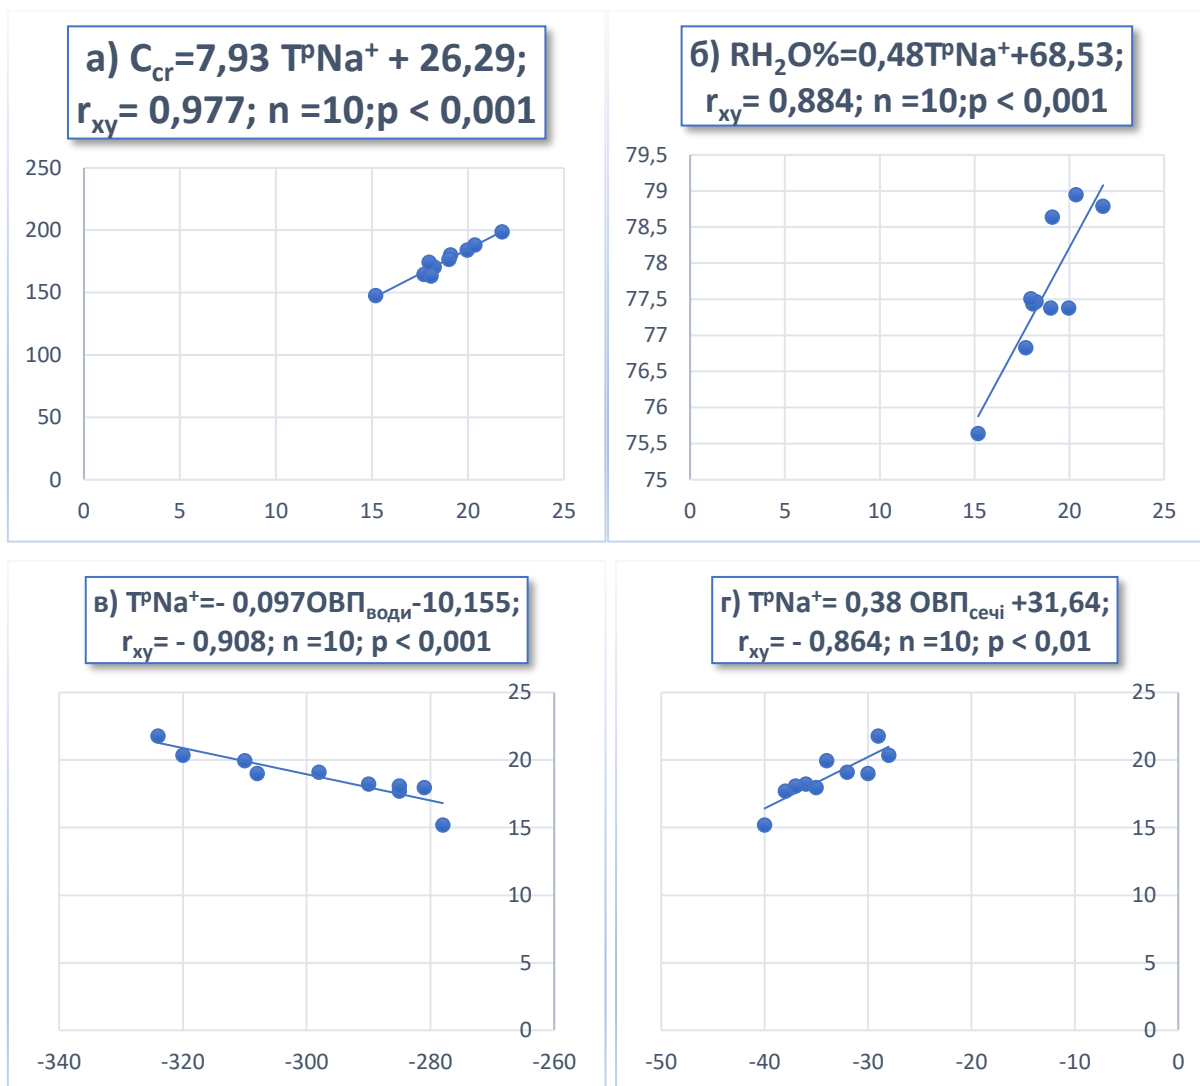 а) Ccr=7,93 TᵖNa⁺ + 26,29;
rxy= 0,977; n =10;p < 0,001
250
200
150
100
50
0
0 5 10 15 20 25
б) RH₂O%=0,48TᵖNa⁺+68,53;
rxy= 0,884; n =10;p < 0,001
79,5
79
78,5
78
77,5
77
76,5
76
75,5
75
0 5 10 15 20 25
в) TᵖNa⁺=- 0,097ОВПводи-10,155;
rxy= - 0,908; n =10; p < 0,001
25
20
15
10
5
0
-340 -320 -300 -280 -260
г) TᵖNa⁺= 0,38 ОВПсечі +31,64;
rxy= - 0,864; n =10; p < 0,01
25
20
15
10
5
0
-50 -40 -30 -20 -10 0